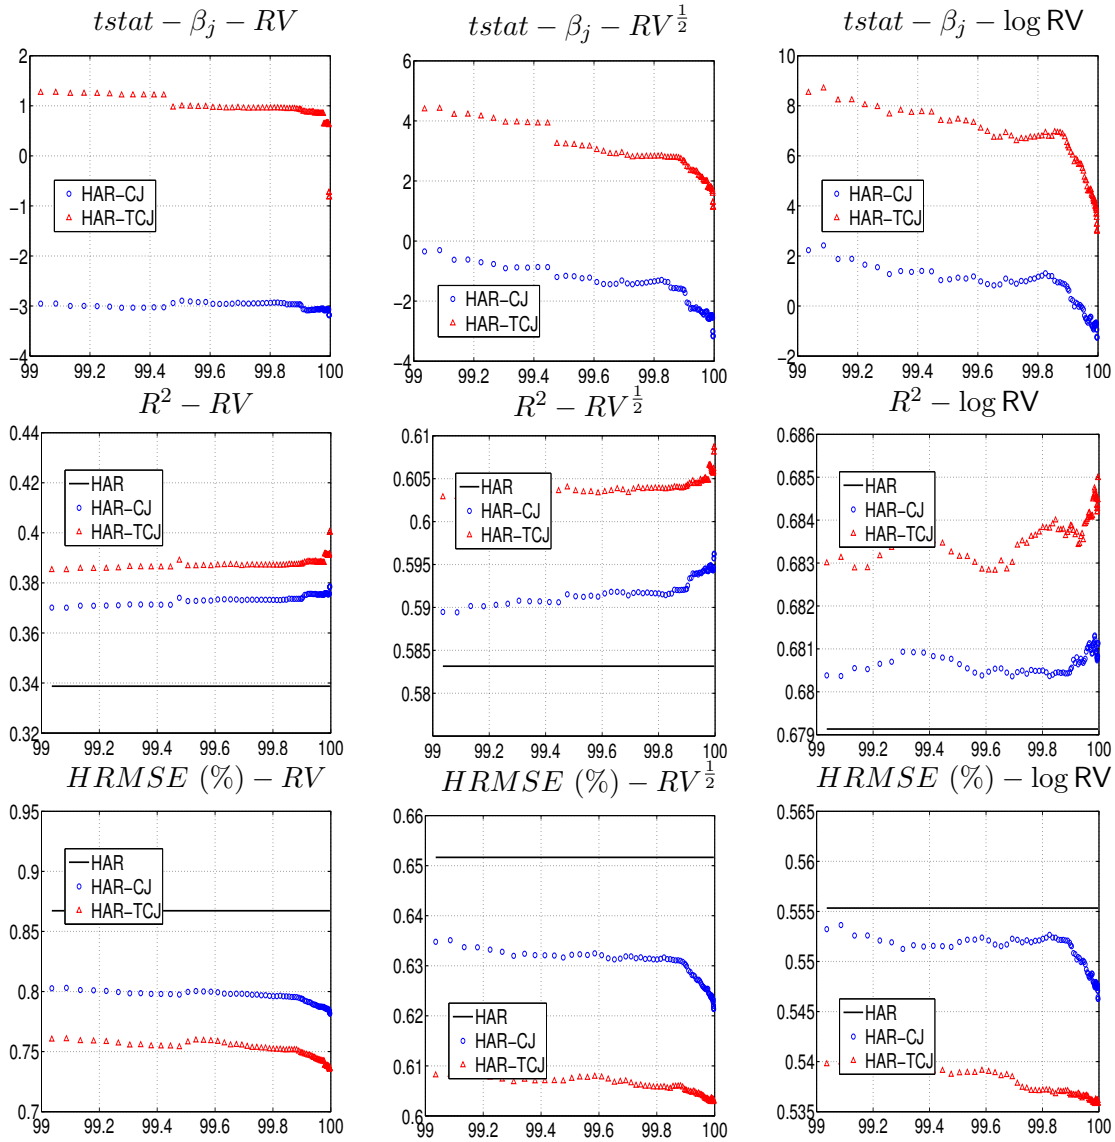 tstat − βj − RV
2
1
0
−1
−2
−3
−4
HAR−CJ
HAR−TCJ
99 99.2 99.4 99.6 99.8 100
tstat − βj − RV^1/2
6
4
2
0
−2
−4
HAR−CJ
HAR−TCJ
99 99.2 99.4 99.6 99.8 100
tstat − βj − log RV
10
8
6
4
2
0
−2
HAR−CJ
HAR−TCJ
99 99.2 99.4 99.6 99.8 100
R² − RV
0.44
0.42
0.4
0.38
0.36
0.34
0.32
HAR
HAR−CJ
HAR−TCJ
99 99.2 99.4 99.6 99.8 100
R² − RV^1/2
0.61
0.605
0.6
0.595
0.59
0.585
0.58
HAR
HAR−CJ
HAR−TCJ
99 99.2 99.4 99.6 99.8 100
R² − log RV
0.686
0.685
0.684
0.683
0.682
0.681
0.68
0.679
HAR
HAR−CJ
HAR−TCJ
99 99.2 99.4 99.6 99.8 100
HRMSE (%) − RV
0.95
0.9
0.85
0.8
0.75
0.7
HAR
HAR−CJ
HAR−TCJ
99 99.2 99.4 99.6 99.8 100
HRMSE (%) − RV^1/2
0.66
0.65
0.64
0.63
0.62
0.61
0.6
HAR
HAR−CJ
HAR−TCJ
99 99.2 99.4 99.6 99.8 100
HRMSE (%) − log RV
0.565
0.56
0.555
0.55
0.545
0.54
0.535
HAR
HAR−CJ
HAR−TCJ
99 99.2 99.4 99.6 99.8 100